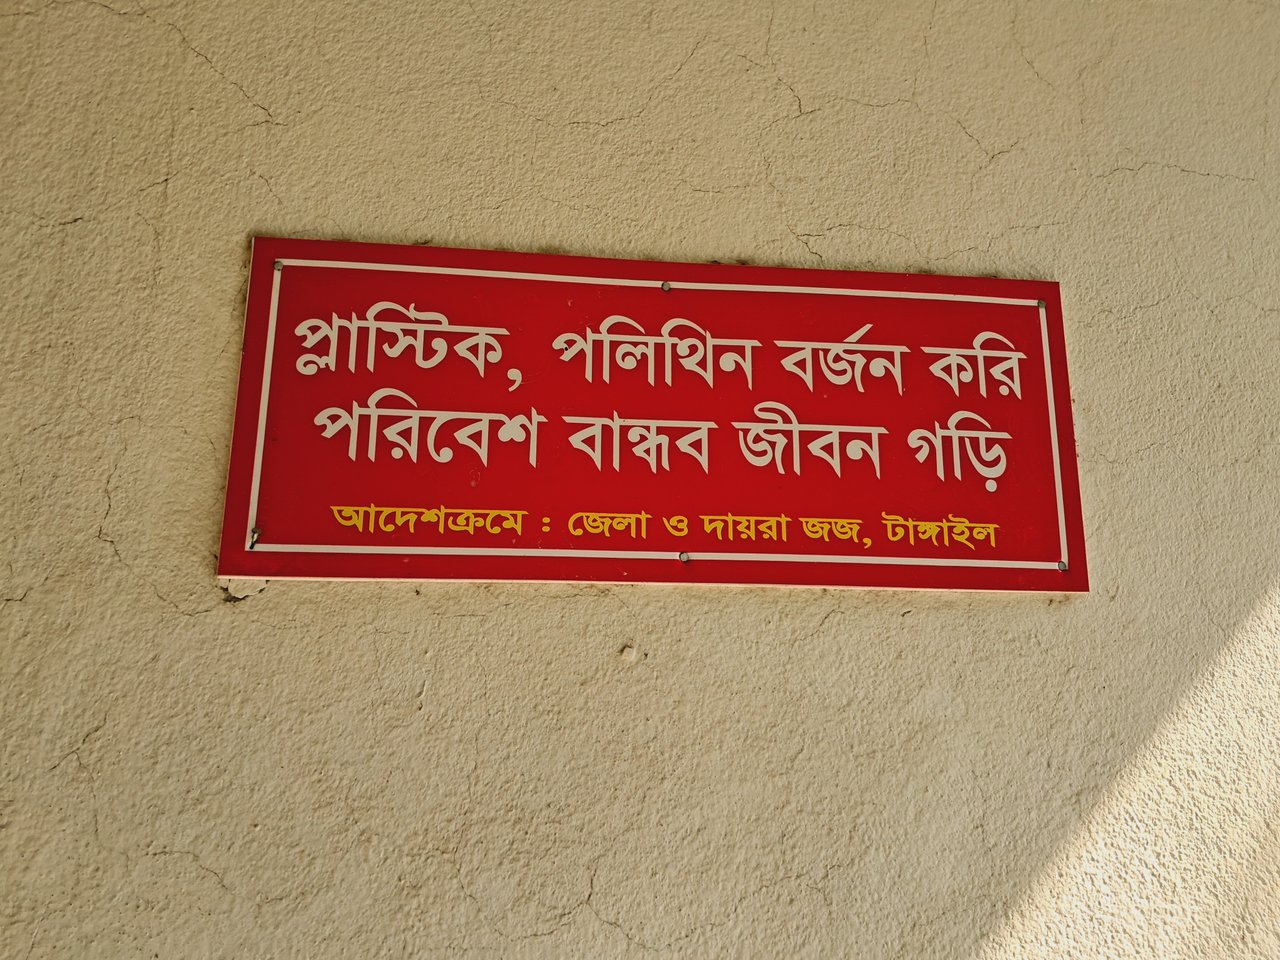 প্লাস্টিক, পলিথিন বর্জন করি
পরিবেশ বান্ধব জীবন গড়ি
আদেশক্রমে : জেলা ও দায়রা জজ, টাঙ্গাইল